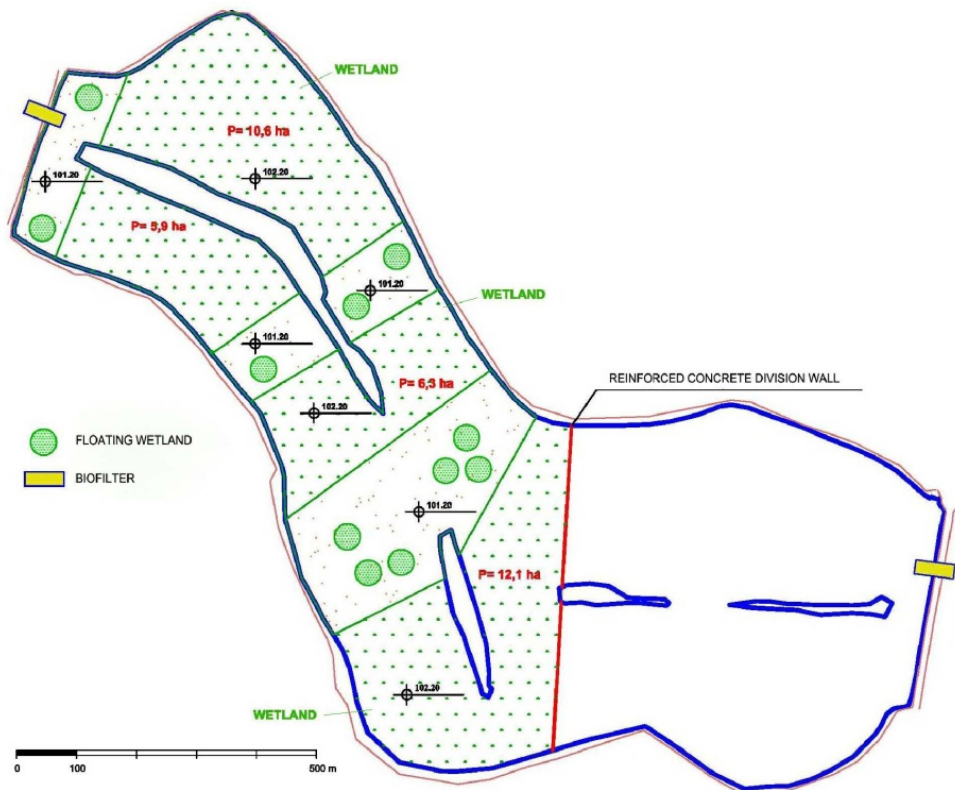 WETLAND
P= 10,6 ha
101.20
102.20
P= 5,9 ha
101.20
WETLAND
101.20
P= 6,3 ha
REINFORCED CONCRETE DIVISION WALL
102.20
FLOATING WETLAND
BIOFILTER
101.20
P= 12,1 ha
102.20
WETLAND
0 100 500 m